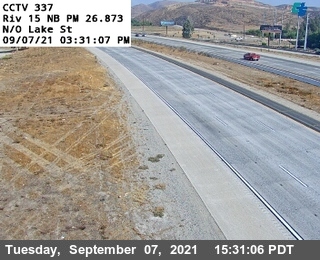 CCTV 337
Riv 15 NB PM 26.873
N/O Lake St
09/07/21 03:31:07 PM
Tuesday, September 07, 2021 15:31:06 PDT